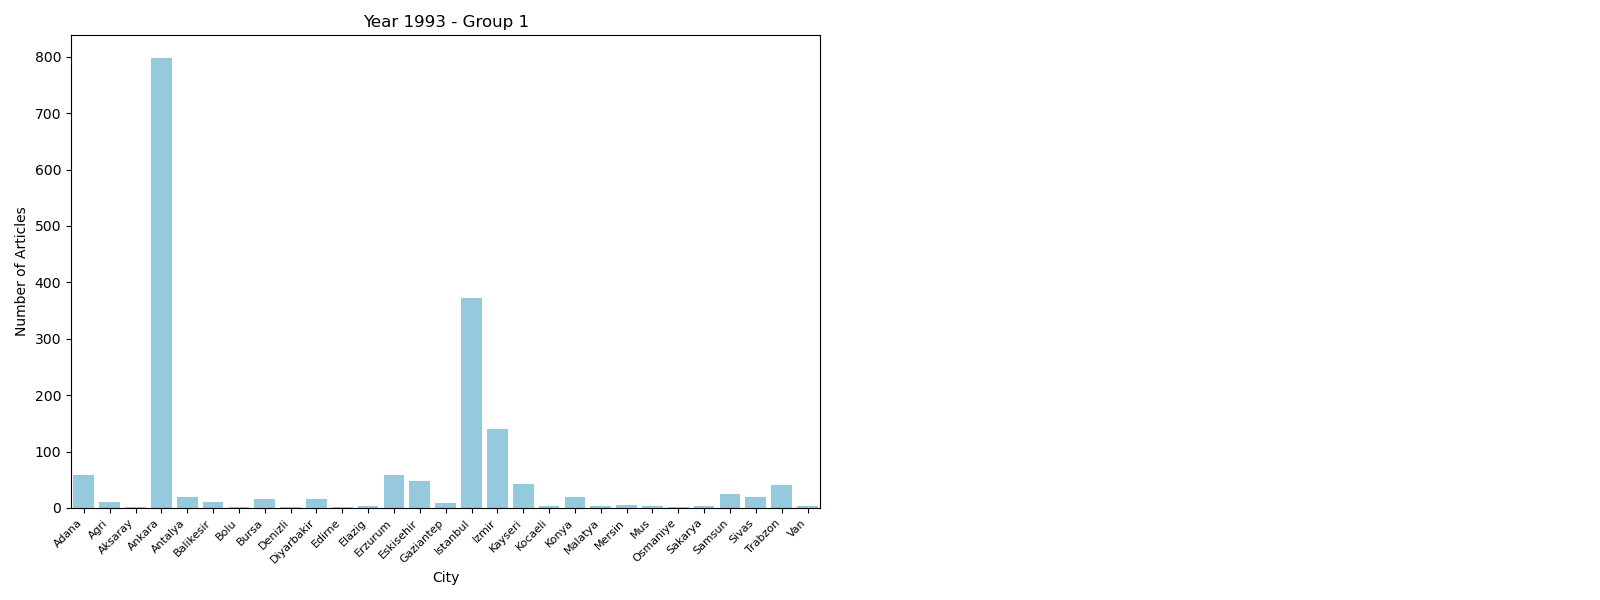 Year 1993 - Group 1
Number of Articles
800
700
600
500
400
300
200
100
0
Adana
Agri
Aksaray
Ankara
Antalya
Balikesir
Bolu
Bursa
Denizli
Diyarbakir
Edirne
Elazig
Erzurum
Eskisehir
Gaziantep
Istanbul
Izmir
Kayseri
Kocaeli
Konya
Malatya
Mersin
Mus
Osmaniye
Sakarya
Samsun
Sivas
Trabzon
Van
City